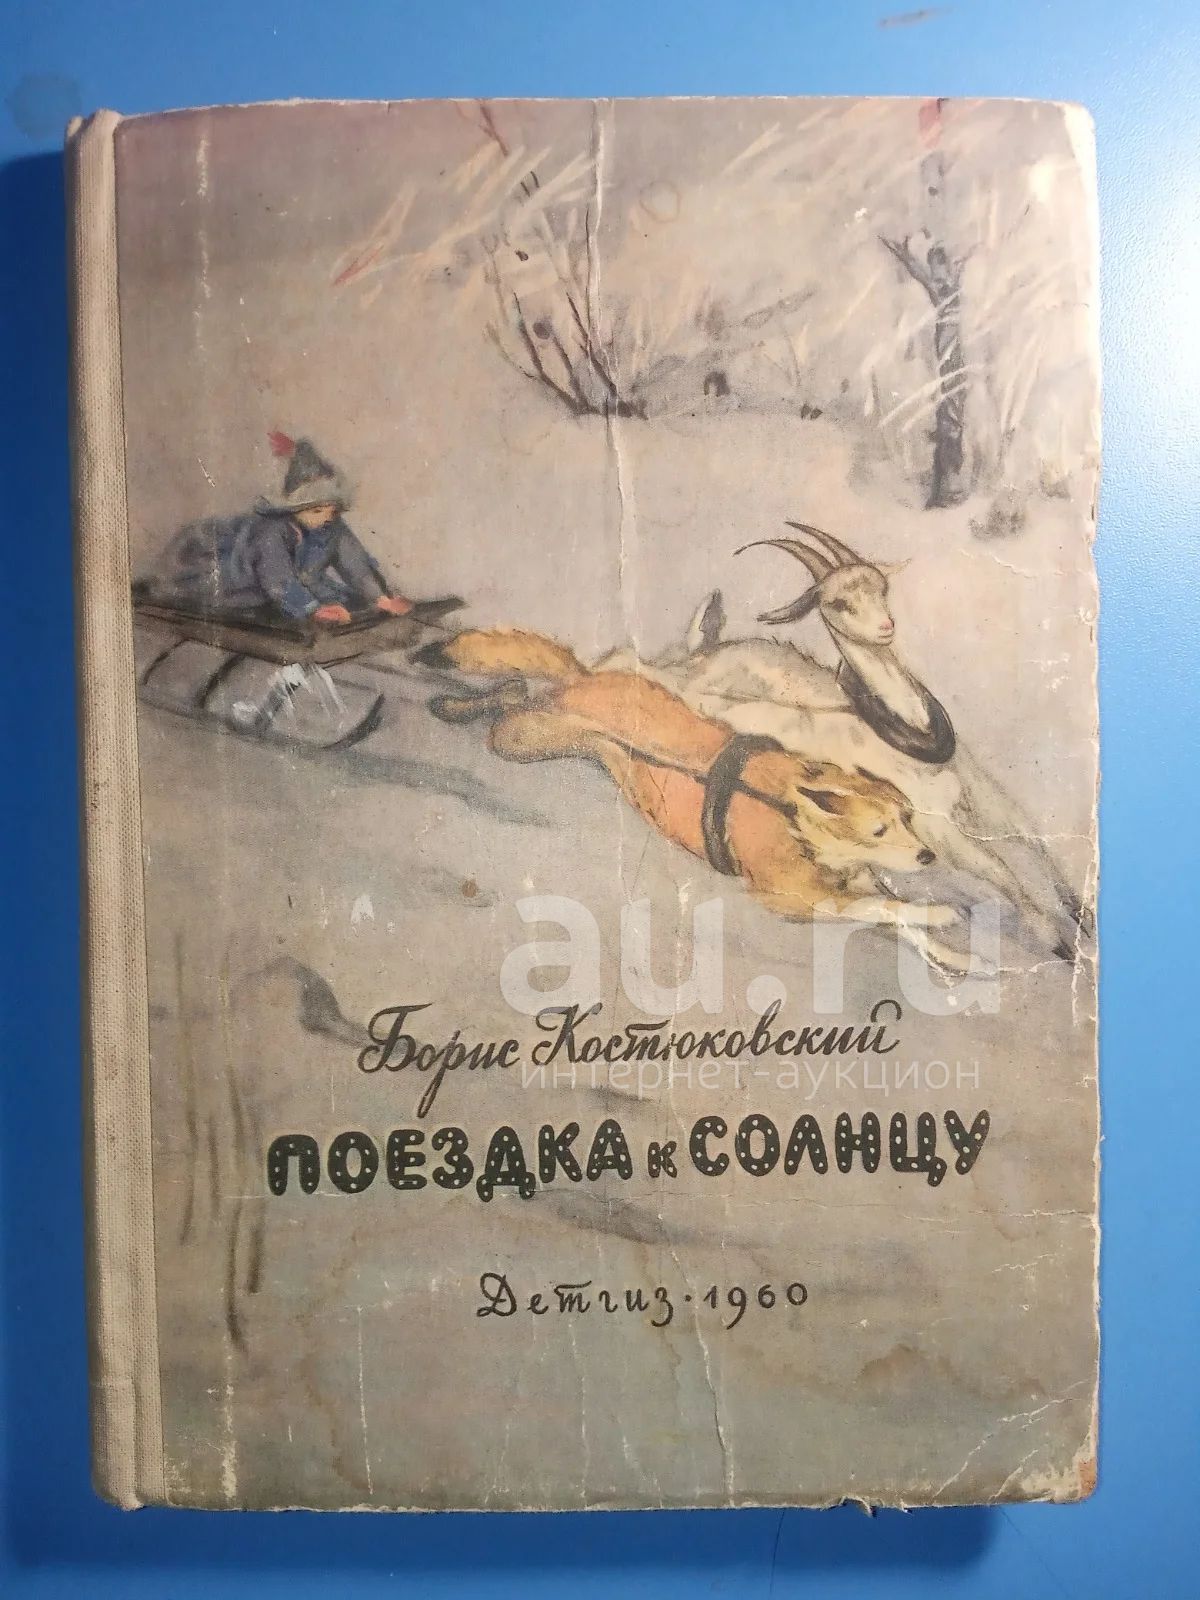 au.ru
Борис Костюковский
интернет-аукцион
ПОЕЗДКА к СОЛНЦУ
Детгиз · 1960